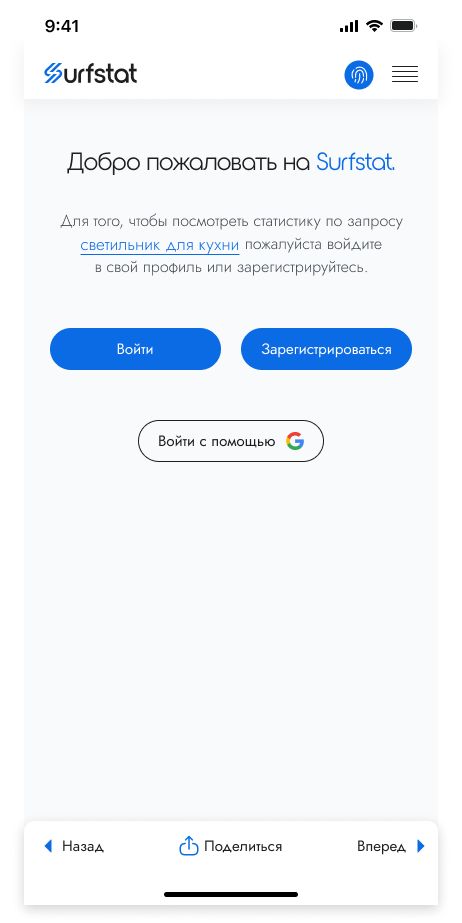 9:41
Surfstat
Добро пожаловать на Surfstat.
Для того, чтобы посмотреть статистику по запросу
светильник для кухни пожалуйста войдите
в свой профиль или зарегистрируйтесь.
Войти
Зарегистрироваться
Войти с помощью
Назад
Поделиться
Вперед